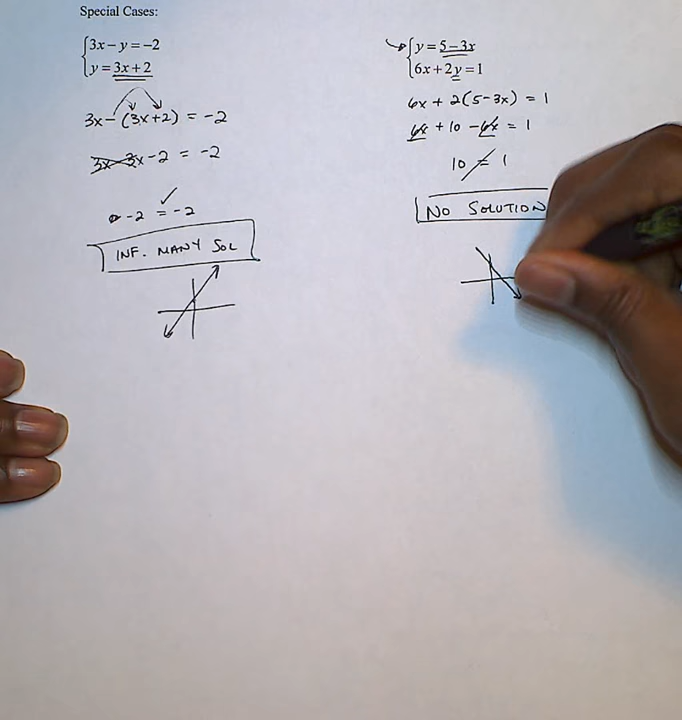 Special Cases:
3x − y = −2
y = 3x + 2
3x − (3x+2) = −2
3x − 3x − 2 = −2
-2 = -2
INF. MANY SOL
y = 5 − 3x
6x + 2y = 1
6x + 2(5-3x) = 1
6x + 10 - 6x = 1
10 ≠ 1
NO SOLUTION